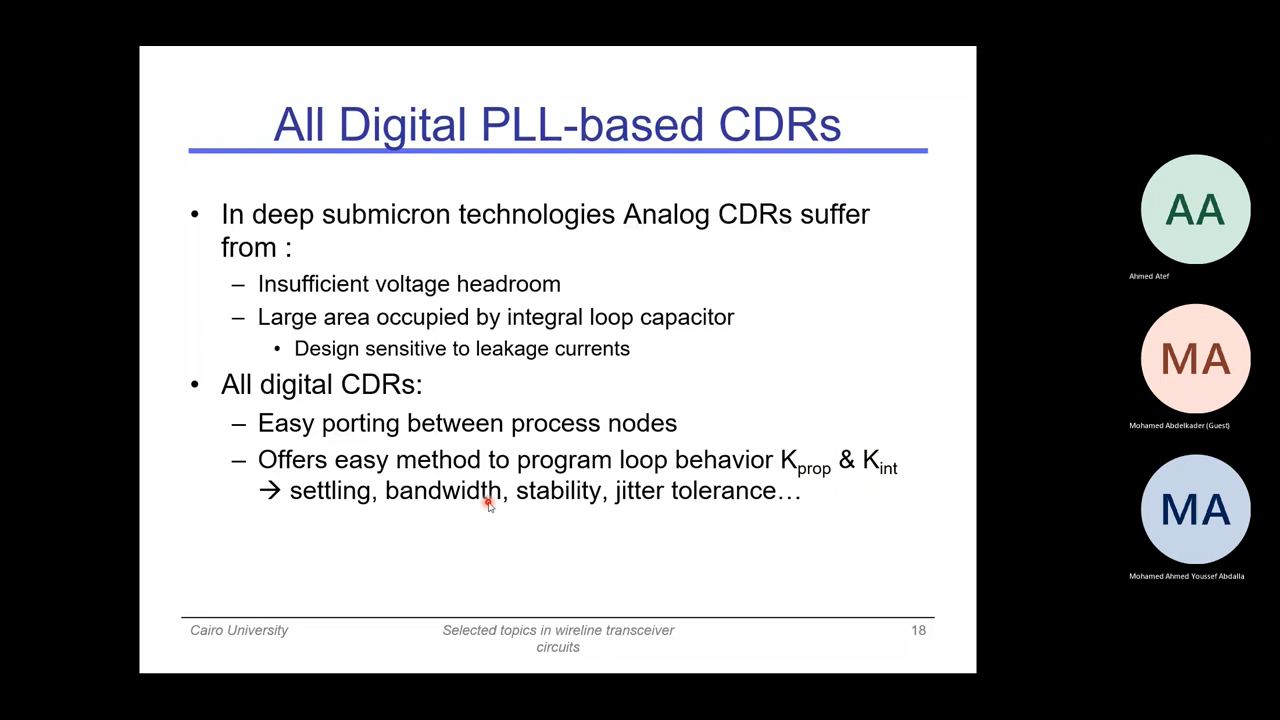 All Digital PLL-based CDRs
• In deep submicron technologies Analog CDRs suffer
from :
– Insufficient voltage headroom
– Large area occupied by integral loop capacitor
• Design sensitive to leakage currents
• All digital CDRs:
– Easy porting between process nodes
– Offers easy method to program loop behavior Kprop & Kint
→ settling, bandwidth, stability, jitter tolerance…
Cairo University
Selected topics in wireline transceiver
circuits
18
AA
Ahmed Atef
MA
Mohamed Abdelkader (Guest)
MA
Mohamed Ahmed Youssef Abdalla